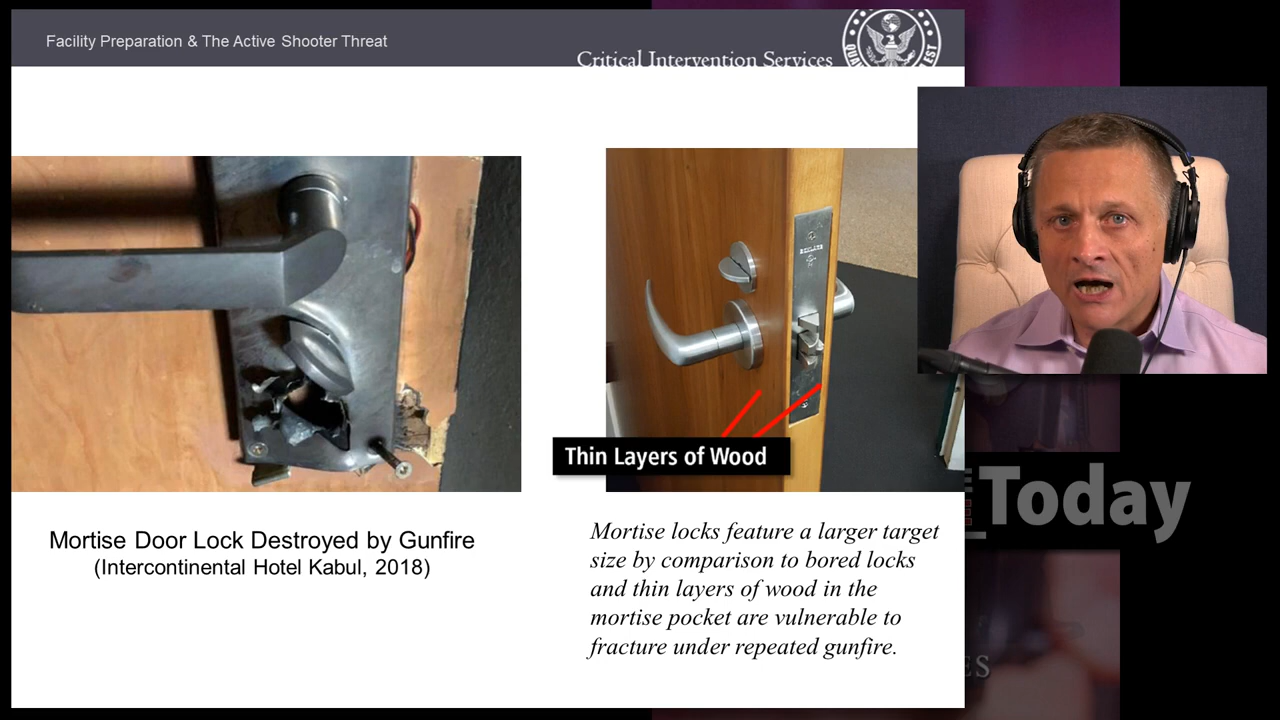 Facility Preparation & The Active Shooter Threat
Critical Intervention Services
Thin Layers of Wood
Mortise Door Lock Destroyed by Gunfire
(Intercontinental Hotel Kabul, 2018)
Mortise locks feature a larger target
size by comparison to bored locks
and thin layers of wood in the
mortise pocket are vulnerable to
fracture under repeated gunfire.
Today
ES